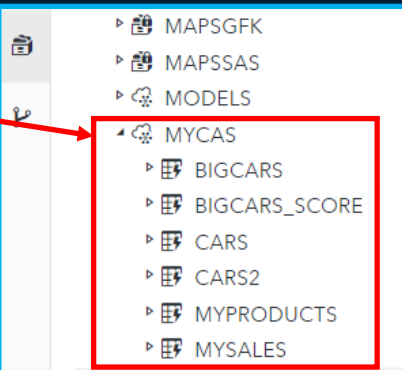 MAPSGFK
MAPSSAS
MODELS
MYCAS
BIGCARS
BIGCARS_SCORE
CARS
CARS2
MYPRODUCTS
MYSALES